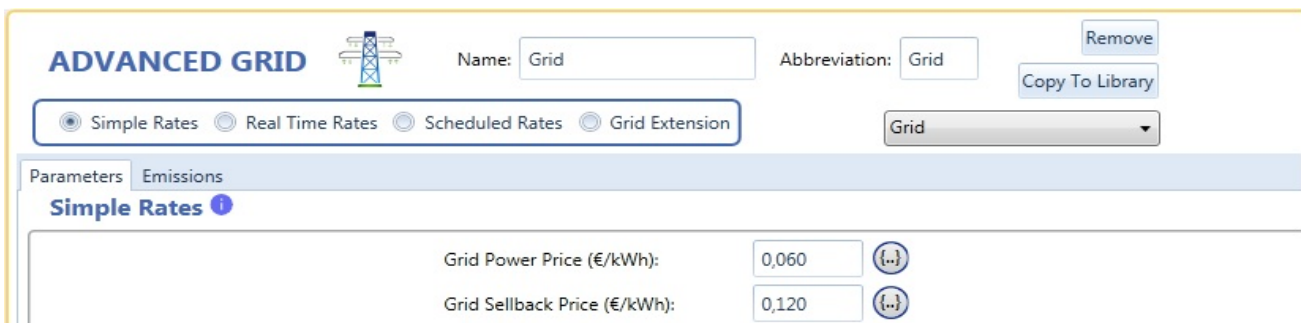 Remove
ADVANCED GRID Name: Grid Abbreviation: Grid
Copy To Library
Simple Rates Real Time Rates Scheduled Rates Grid Extension Grid
Parameters Emissions
Simple Rates i
Grid Power Price (€/kWh): 0,060 {..}
Grid Sellback Price (€/kWh): 0,120 {..}